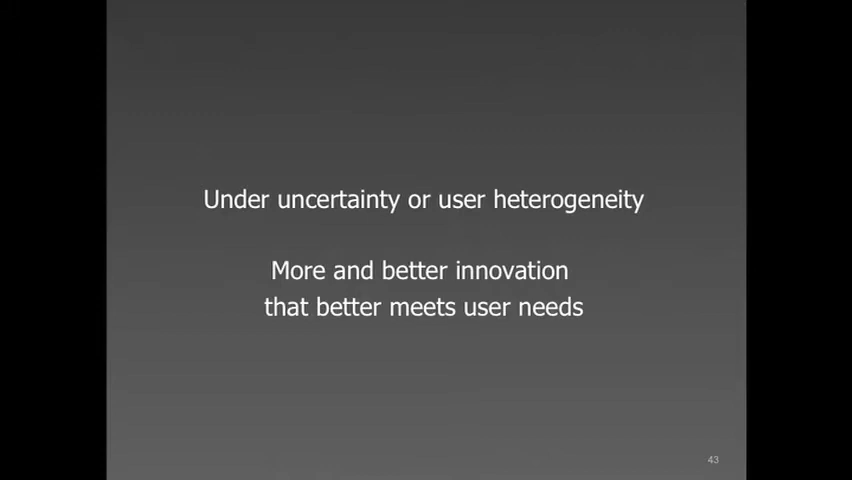 Under uncertainty or user heterogeneity
More and better innovation
that better meets user needs
43